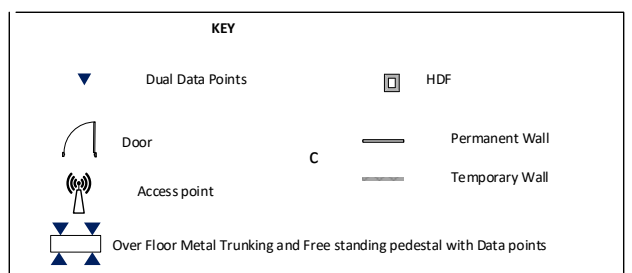 KEY
Dual Data Points
HDF
Door
Permanent Wall
C
Temporary Wall
Access point
Over Floor Metal Trunking and Free standing pedestal with Data points